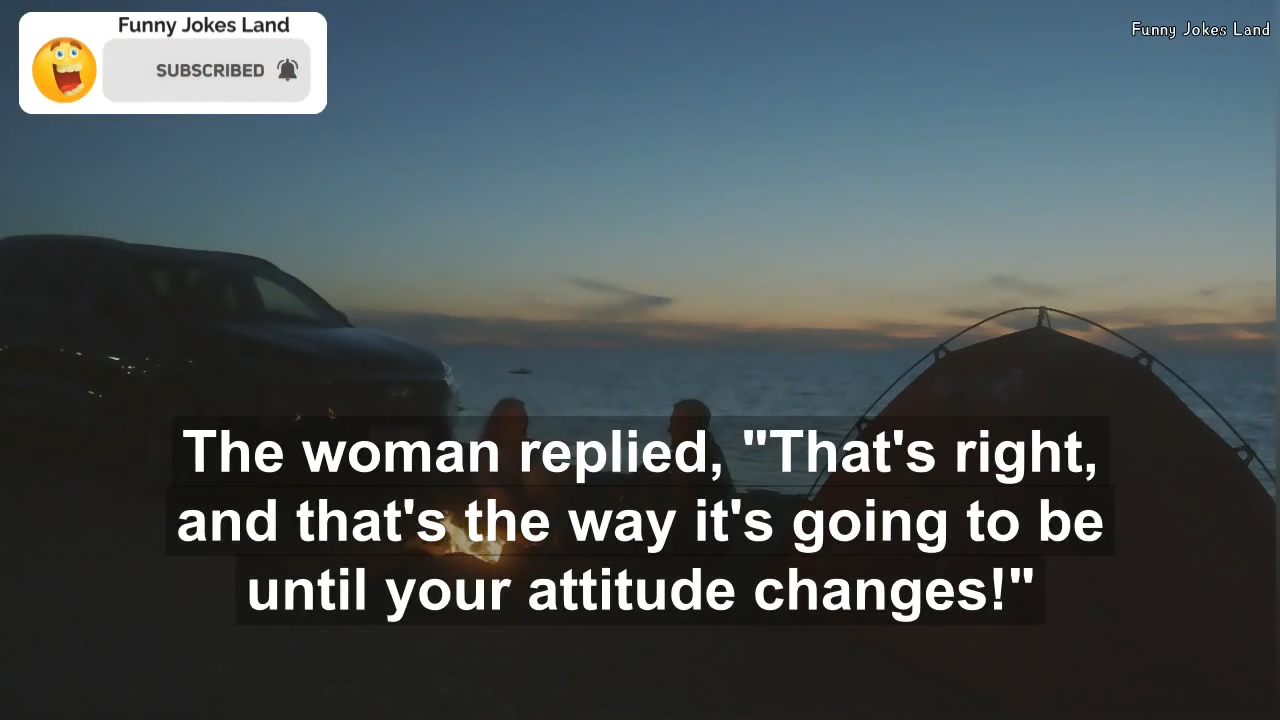 Funny Jokes Land
SUBSCRIBED
Funny Jokes Land
The woman replied, "That's right,
and that's the way it's going to be
until your attitude changes!"